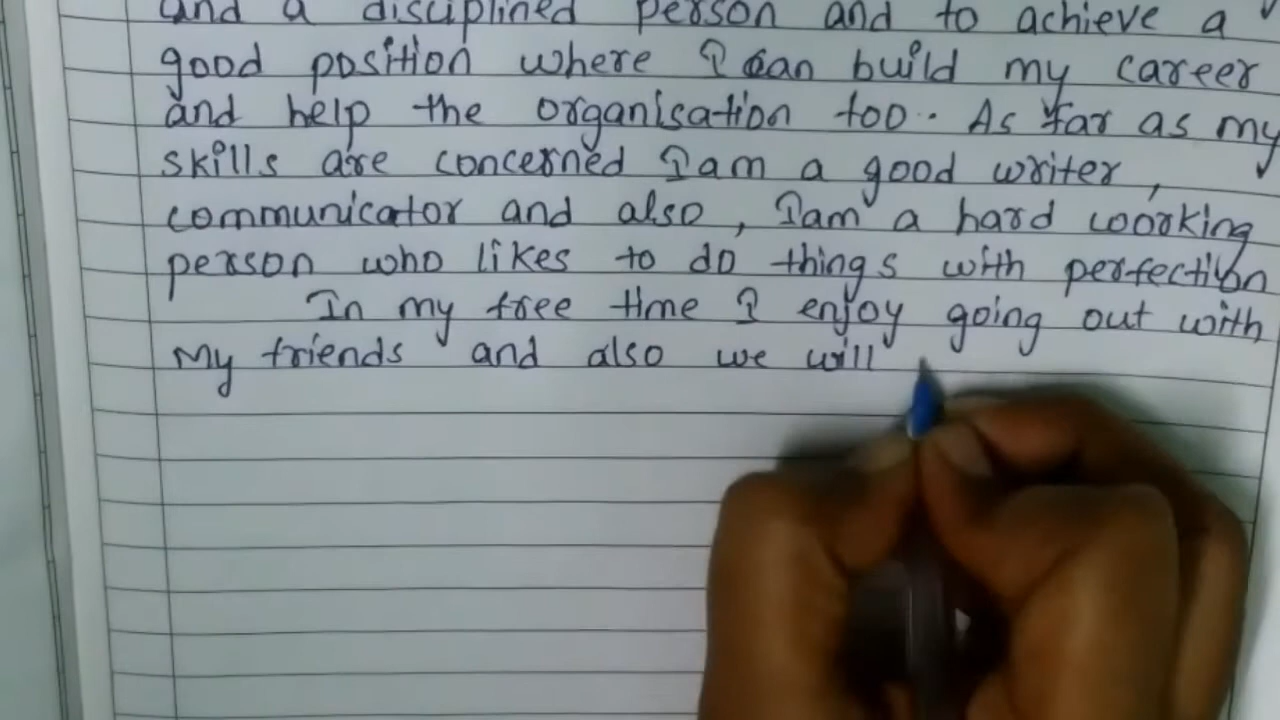 and a disciplined person and to achieve a
good position where I can build my career
and help the organisation too. As far as my
skills are concerned I am a good writer,
communicator and also, I am a hard woorking
person who likes to do things with perfection
In my free time I enjoy going out with
my friends and also we will